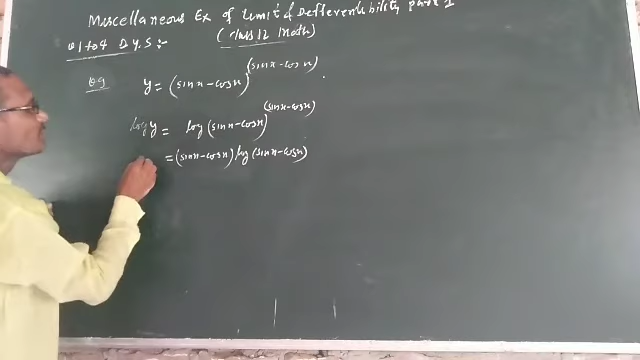 Miscellaneous Ex of Limit & Differentiability part 1
Q1 to 4 D.Y.S :- (Class 12 Math)
Q9 y = (sinx - cosx)^(sinx - cosx) .
log y = log (sinx - cosx)^(sinx - cosx)
= (sinx - cosx) log (sinx - cosx)